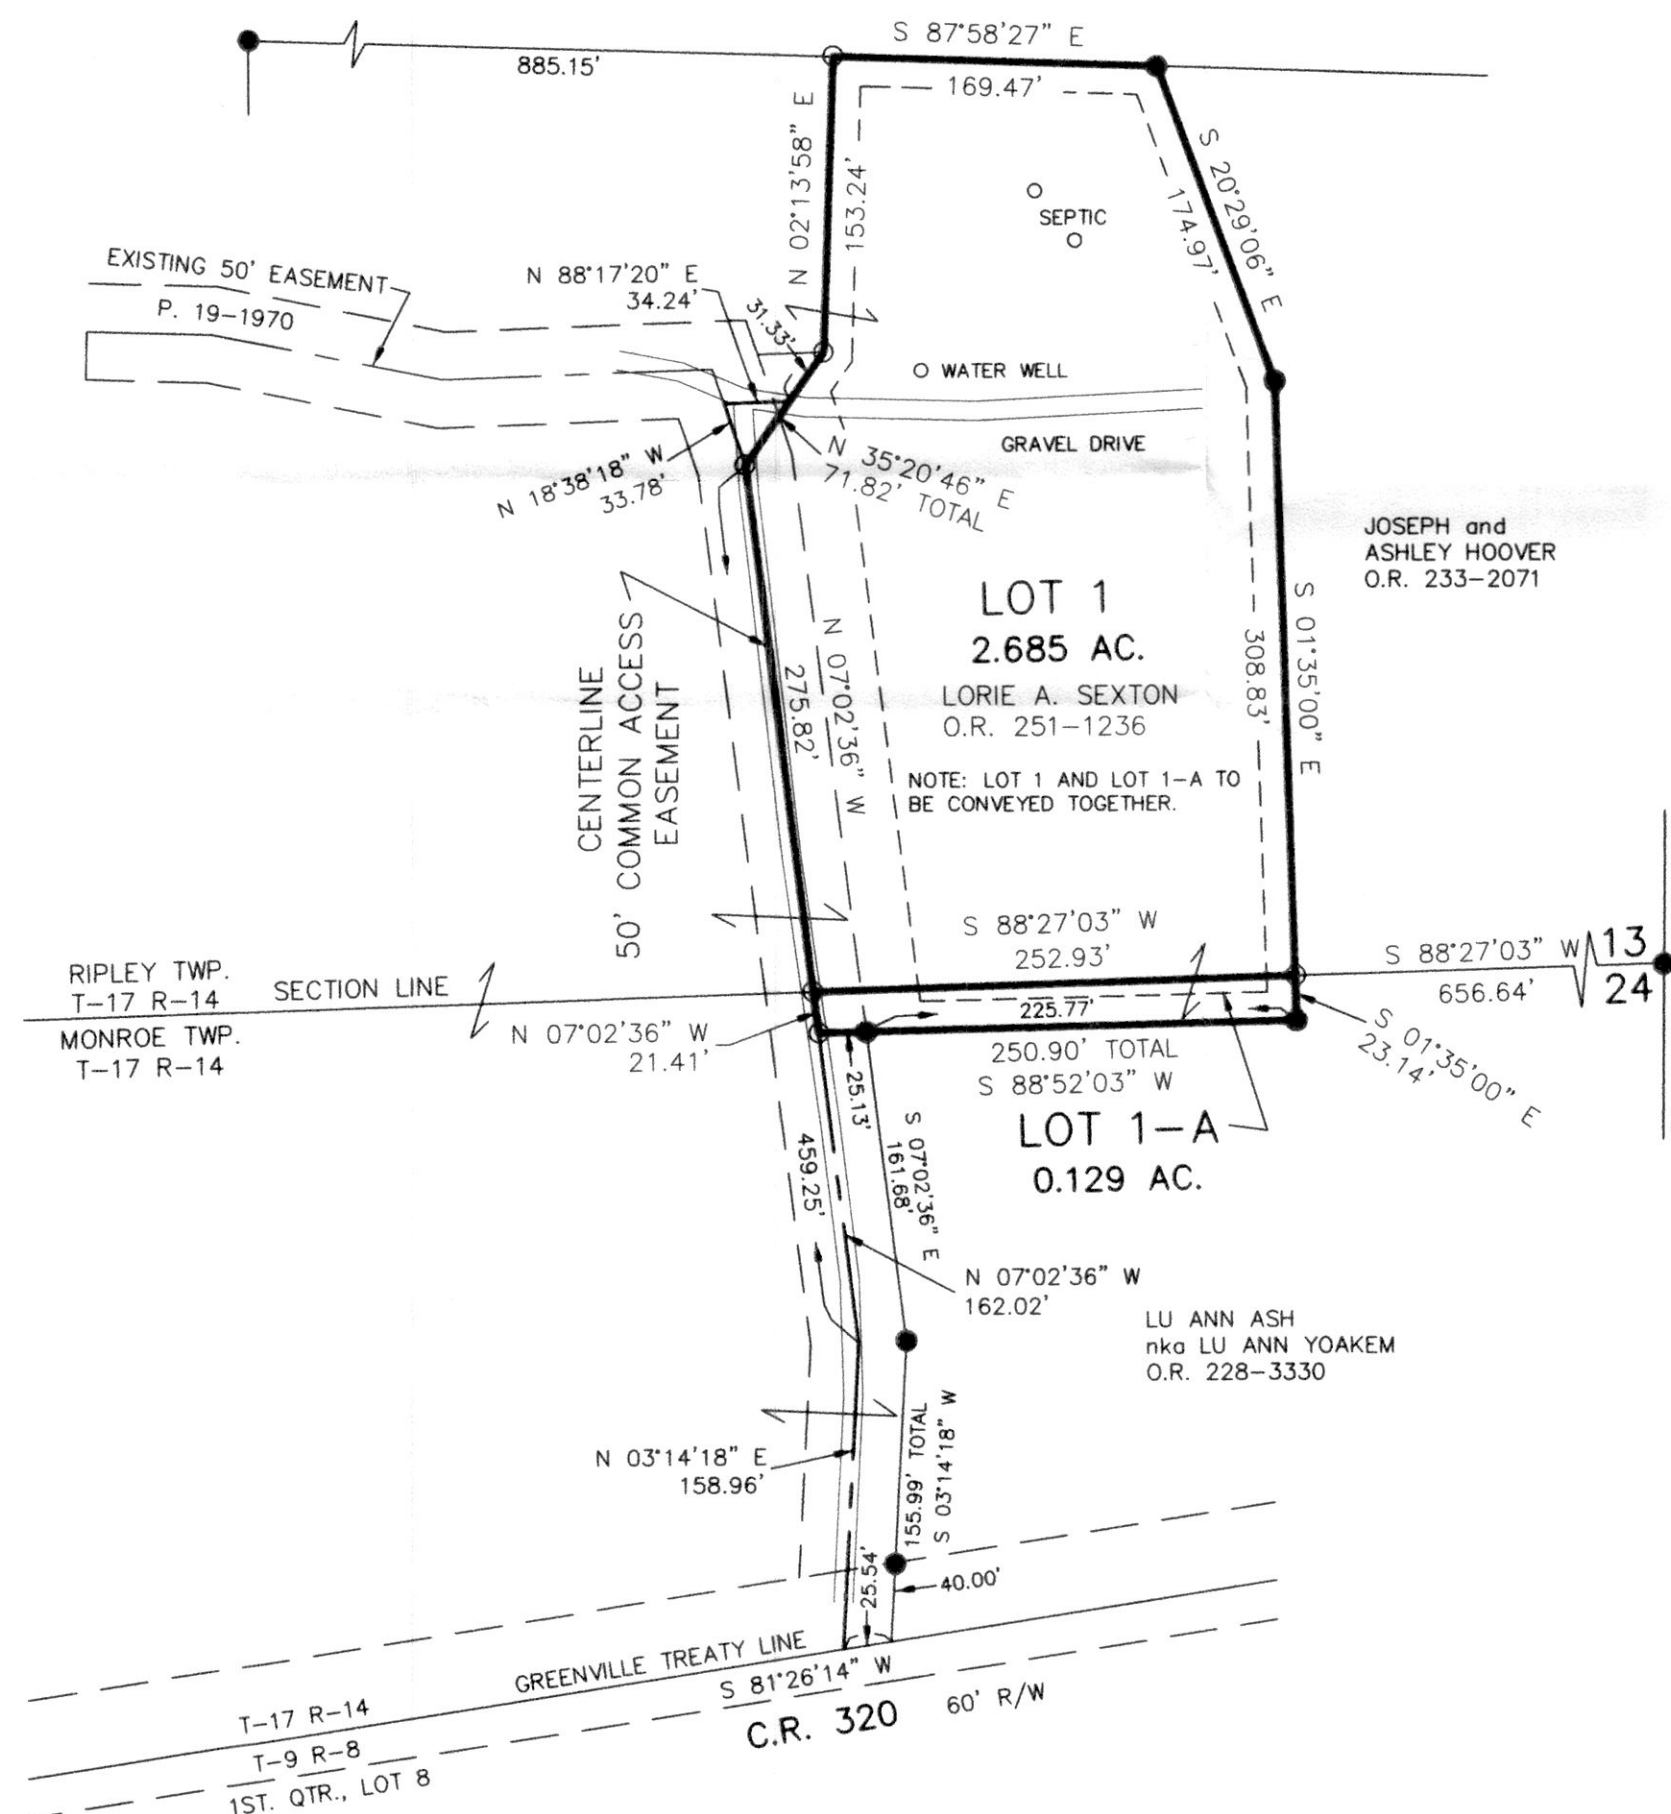 S 87°58'27" E
885.15'
169.47'
N 02°13'58" E
153.24'
S 20°29'06" E
174.97'
SEPTIC
EXISTING 50' EASEMENT
P. 19-1970
N 88°17'20" E
34.24'
31.33'
WATER WELL
GRAVEL DRIVE
N 18°38'18" W
33.78'
N 35°20'46" E
71.82' TOTAL
JOSEPH and
ASHLEY HOOVER
O.R. 233-2071
LOT 1
2.685 AC.
LORIE A. SEXTON
O.R. 251-1236
S 01°35'00" E
308.83'
N 07°02'36" W
275.82'
CENTERLINE
50' COMMON ACCESS
EASEMENT
NOTE: LOT 1 AND LOT 1-A TO
BE CONVEYED TOGETHER.
S 88°27'03" W
252.93'
S 88°27'03" W
656.64'
13
24
RIPLEY TWP.
T-17 R-14
SECTION LINE
MONROE TWP.
T-17 R-14
N 07°02'36" W
21.41'
225.77'
250.90' TOTAL
S 88°52'03" W
S 01°35'00" E
23.14'
25.13'
LOT 1-A
0.129 AC.
459.25'
S 07°02'36" E
161.68'
N 07°02'36" W
162.02'
LU ANN ASH
nka LU ANN YOAKEM
O.R. 228-3330
N 03°14'18" E
158.96'
155.99' TOTAL
S 03°14'18" W
25.54'
40.00'
GREENVILLE TREATY LINE
S 81°26'14" W
C.R. 320
60' R/W
T-17 R-14
T-9 R-8
1ST. QTR., LOT 8